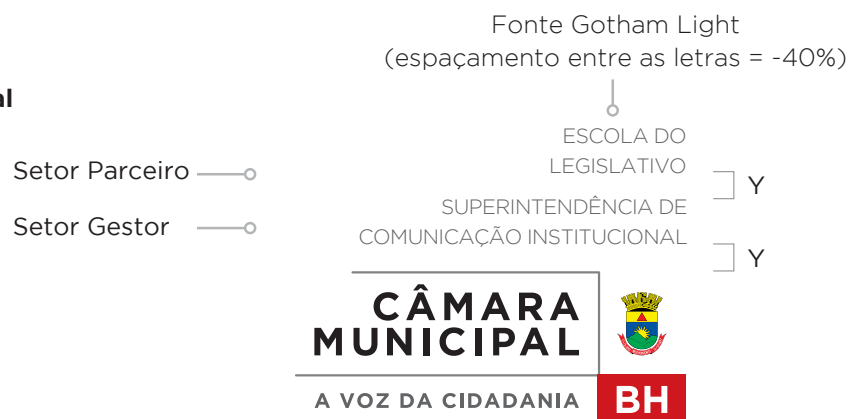 Fonte Gotham Light
(espaçamento entre as letras = -40%)
al
ESCOLA DO
LEGISLATIVO
Setor Parceiro
Y
SUPERINTENDÊNCIA DE
COMUNICAÇÃO INSTITUCIONAL
Setor Gestor
Y
CÂMARA
MUNICIPAL
A VOZ DA CIDADANIA
BH